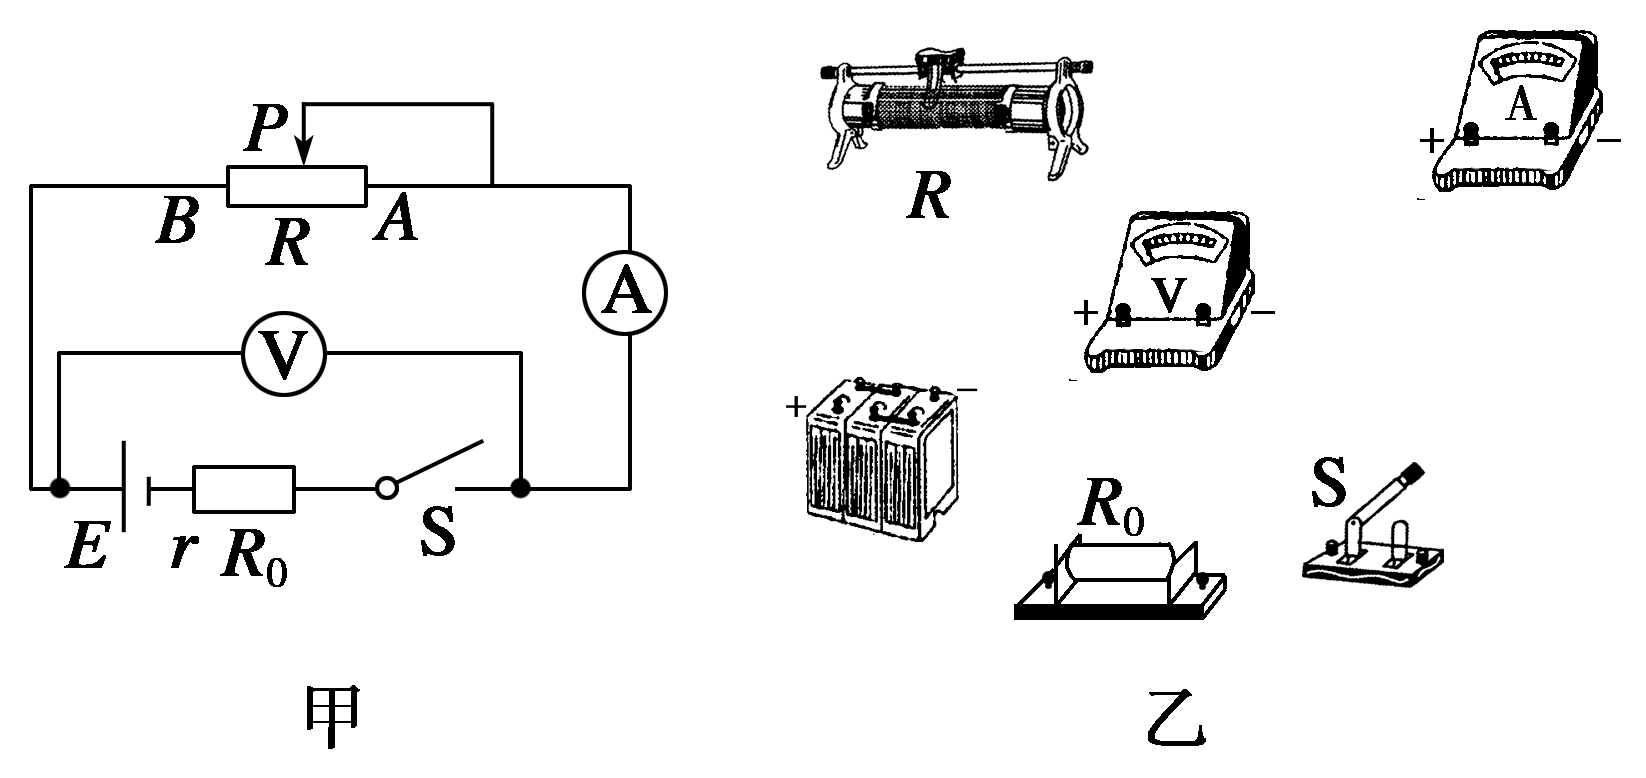 P
B
R
A
A
V
E
r
R₀
S
甲
R
A
+
−
V
+
−
+
−
R₀
S
乙